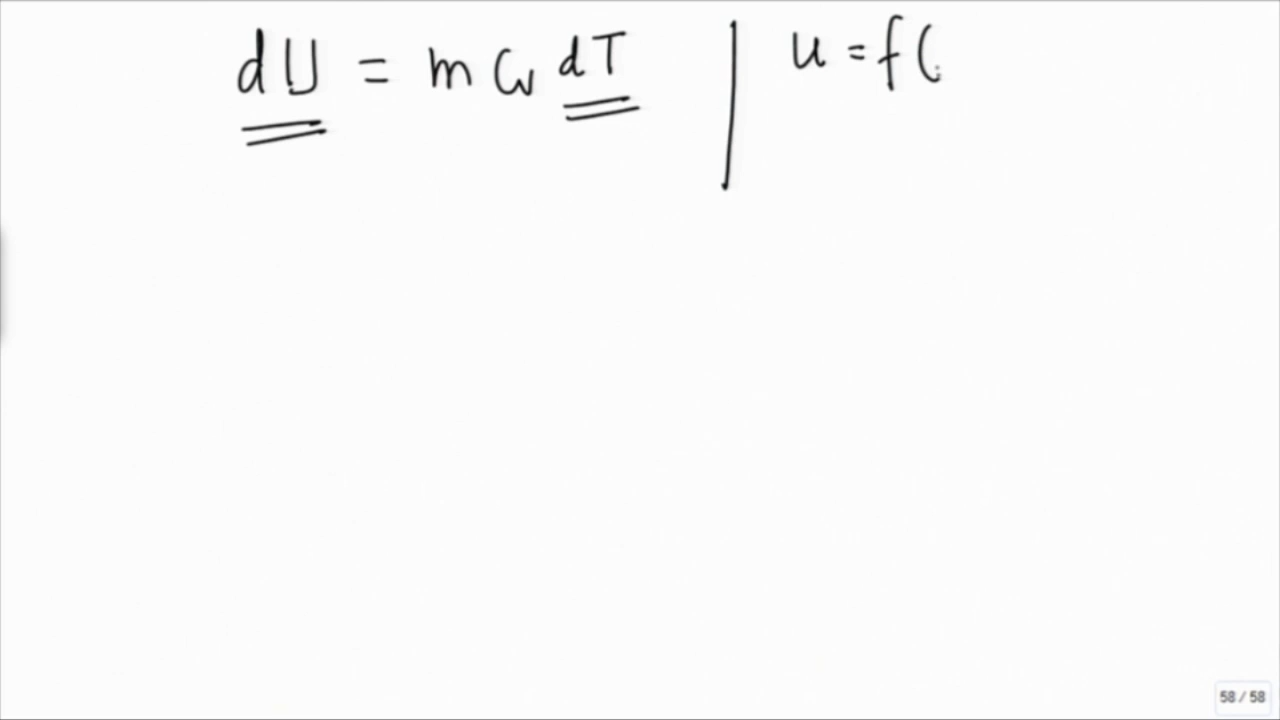 dU = m Cv dT | u = f(
58 / 58